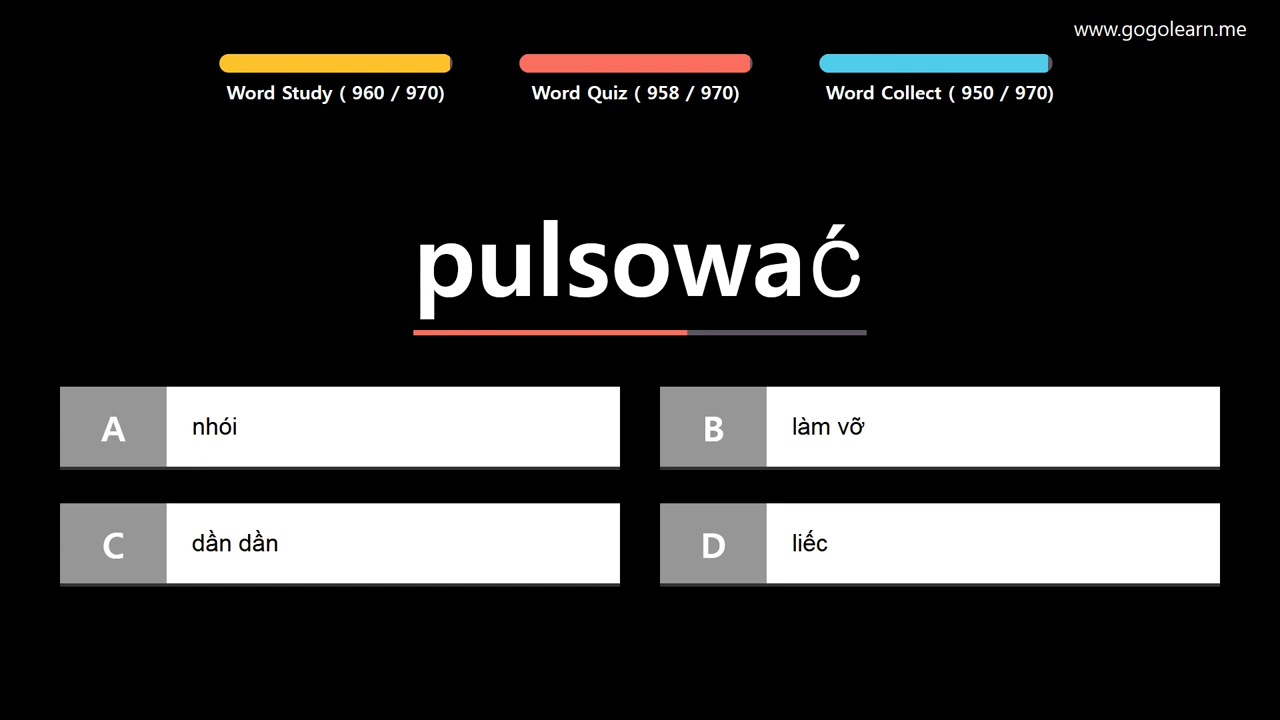 www.gogolearn.me
Word Study ( 960 / 970)
Word Quiz ( 958 / 970)
Word Collect ( 950 / 970)
pulsować
A nhói
B làm vỡ
C dần dần
D liếc